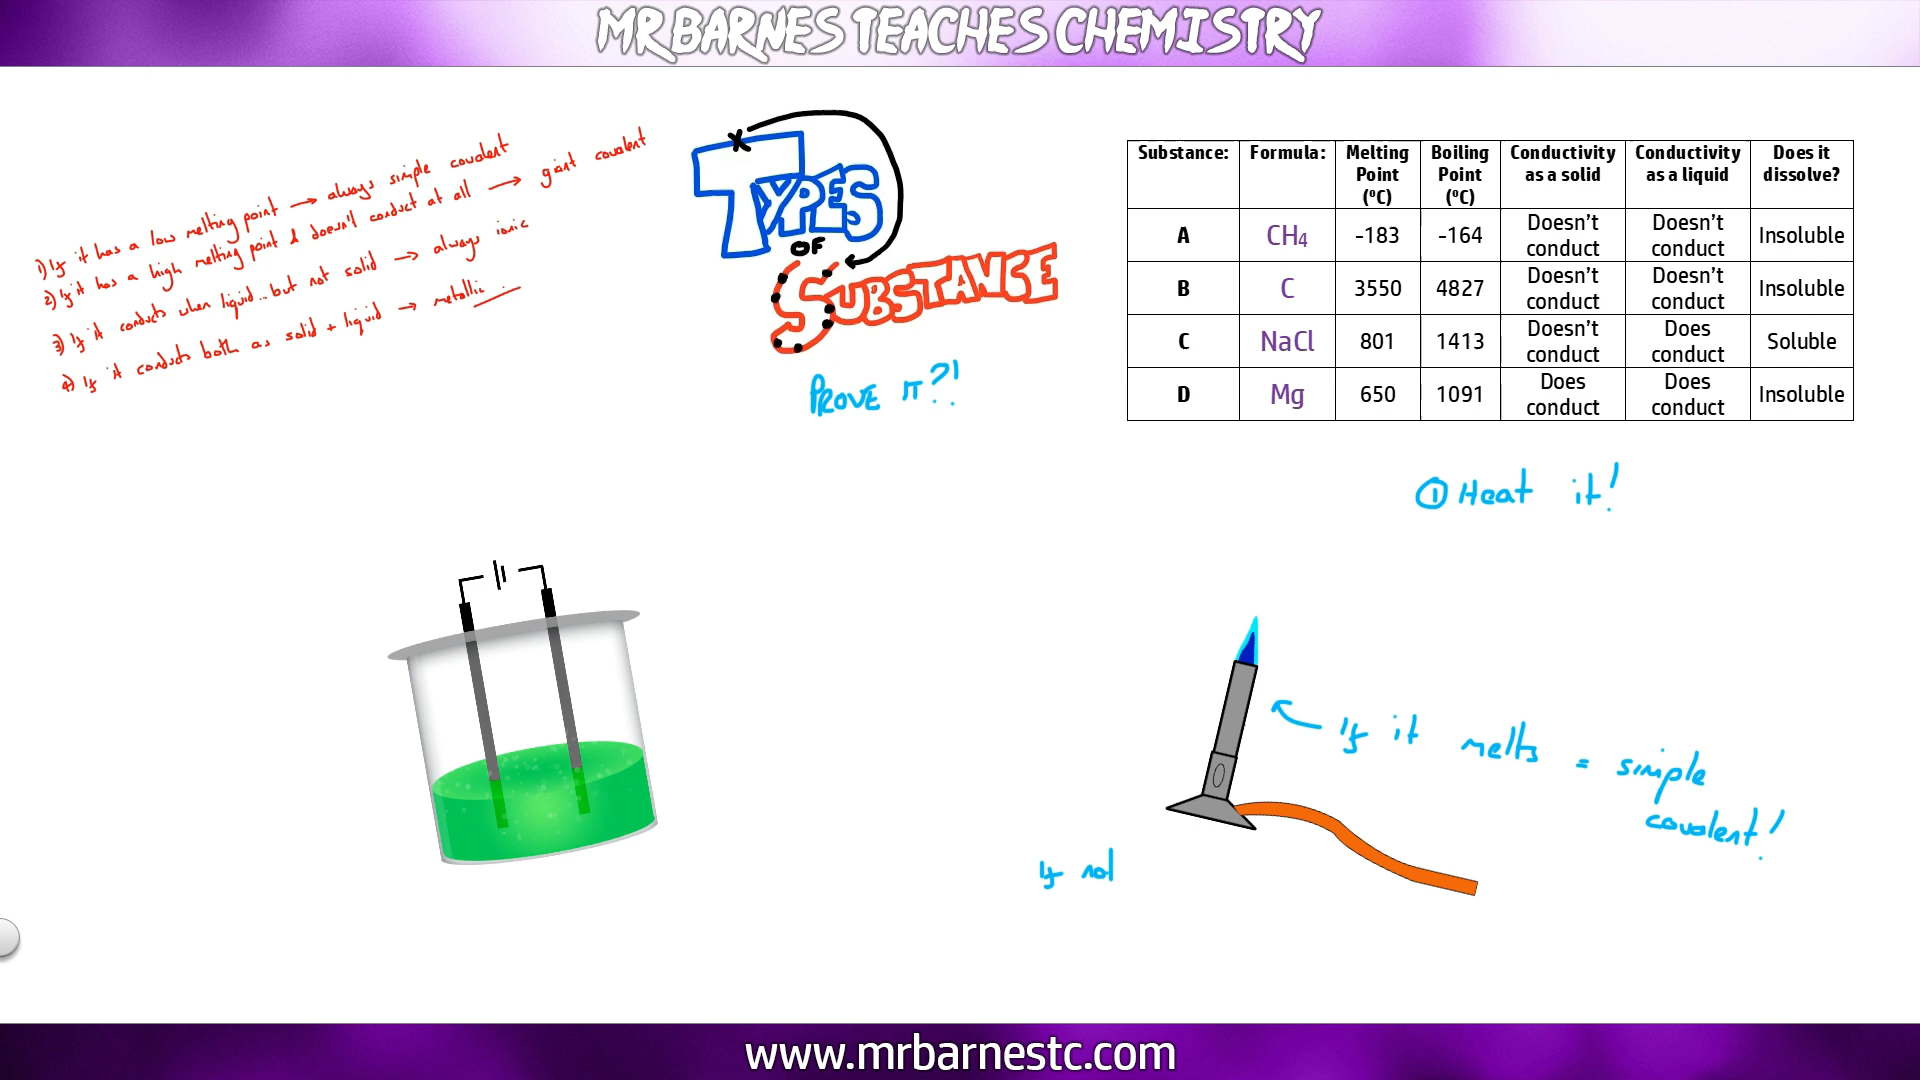 MR BARNES TEACHES CHEMISTRY
1) If it has a low melting point → always simple covalent
2) If it has a high melting point & doesn't conduct at all → giant covalent
3) If it conducts when liquid...but not solid → always ionic
4) If it conducts both as solid + liquid → metallic
TYPES
OF
SUBSTANCE
PROVE IT?!
Substance: Formula: Melting Point (ºC) Boiling Point (ºC) Conductivity as a solid Conductivity as a liquid Does it dissolve?
A CH₄ -183 -164 Doesn't conduct Doesn't conduct Insoluble
B C 3550 4827 Doesn't conduct Doesn't conduct Insoluble
C NaCl 801 1413 Doesn't conduct Does conduct Soluble
D Mg 650 1091 Does conduct Does conduct Insoluble
① Heat it!
If it melts = simple
covalent!
If not
www.mrbarnestc.com